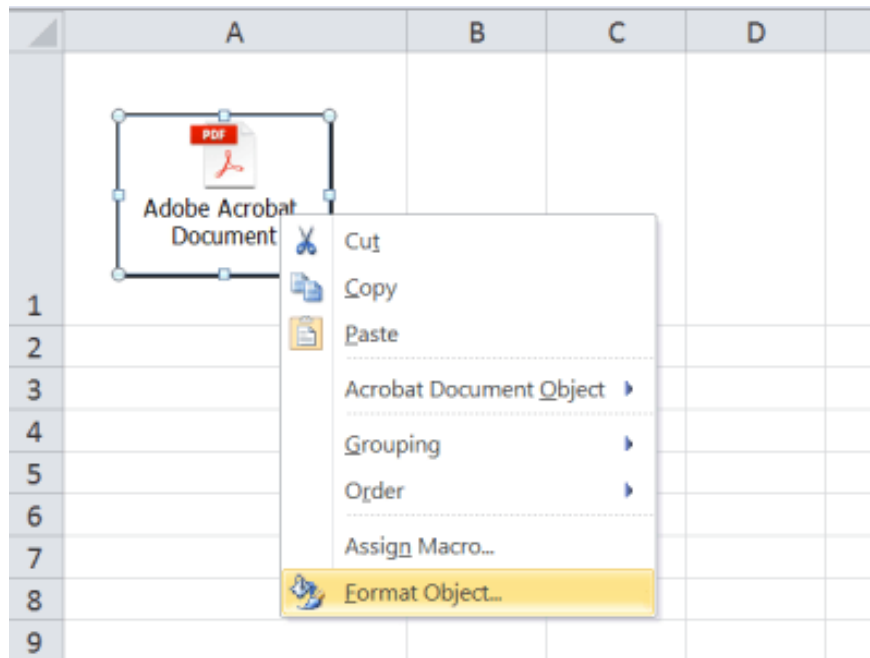 A B C D
PDF
Adobe Acrobat
Document
Cut
Copy
1
Paste
2
3
Acrobat Document Object
4
Grouping
5
Order
6
7
Assign Macro...
8
Format Object...
9